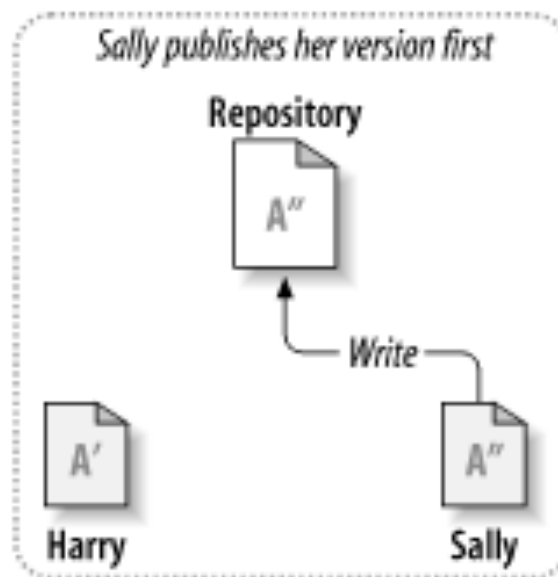 Sally publishes her version first
Repository
A″
Write
A′
A″
Harry
Sally